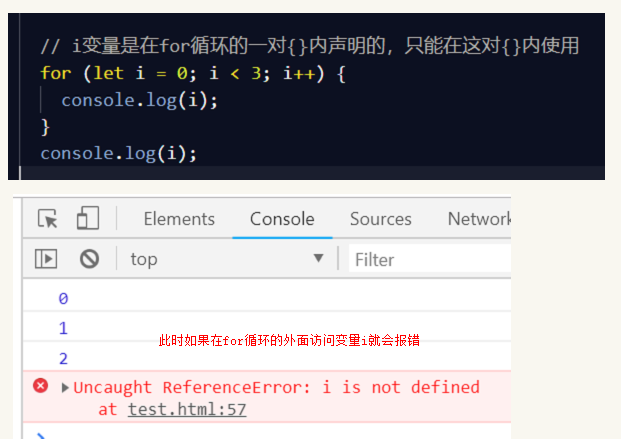 // i变量是在for循环的一对{}内声明的，只能在这对{}内使用
for (let i = 0; i < 3; i++) {
console.log(i);
}
console.log(i);
Elements Console Sources Network
top ▼ Filter
0
1
此时如果在for循环的外面访问变量i就会报错
2
Uncaught ReferenceError: i is not defined
at test.html:57